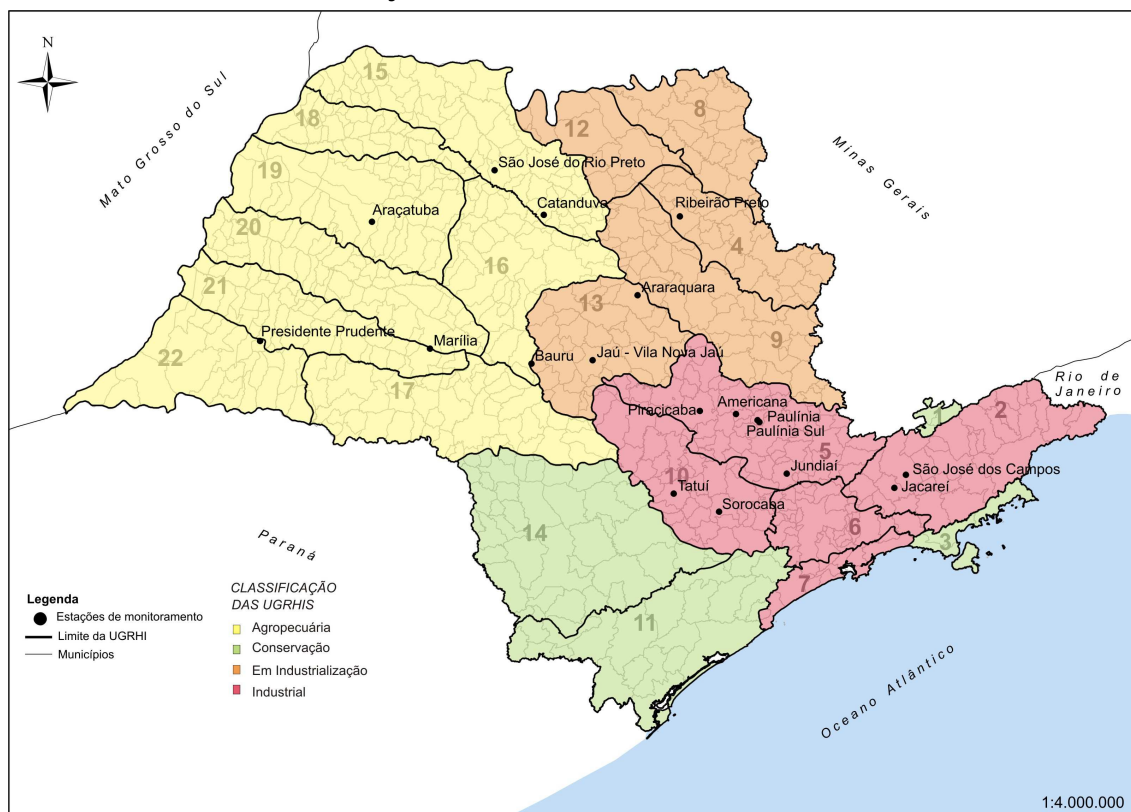 N
Mato Grosso do Sul
Minas Gerais
Rio de
Janeiro
Paraná
Oceano Atlântico
15
18
12
8
19
São José do Rio Preto
Catanduva
Ribeirão Preto
Araçatuba
20
16
4
21
13
Araraquara
22
Presidente Prudente
Marília
Bauru
Jaú - Vila Nova Jaú
9
17
Piracicaba
Americana
Paulínia
Paulínia Sul
5
1
2
Jundiaí
São José dos Campos
Jacareí
10
Tatuí
Sorocaba
6
14
3
7
11
Legenda
Estações de monitoramento
Limite da UGRHI
Municípios
CLASSIFICAÇÃO
DAS UGRHIS
Agropecuária
Conservação
Em Industrialização
Industrial
1:4.000.000